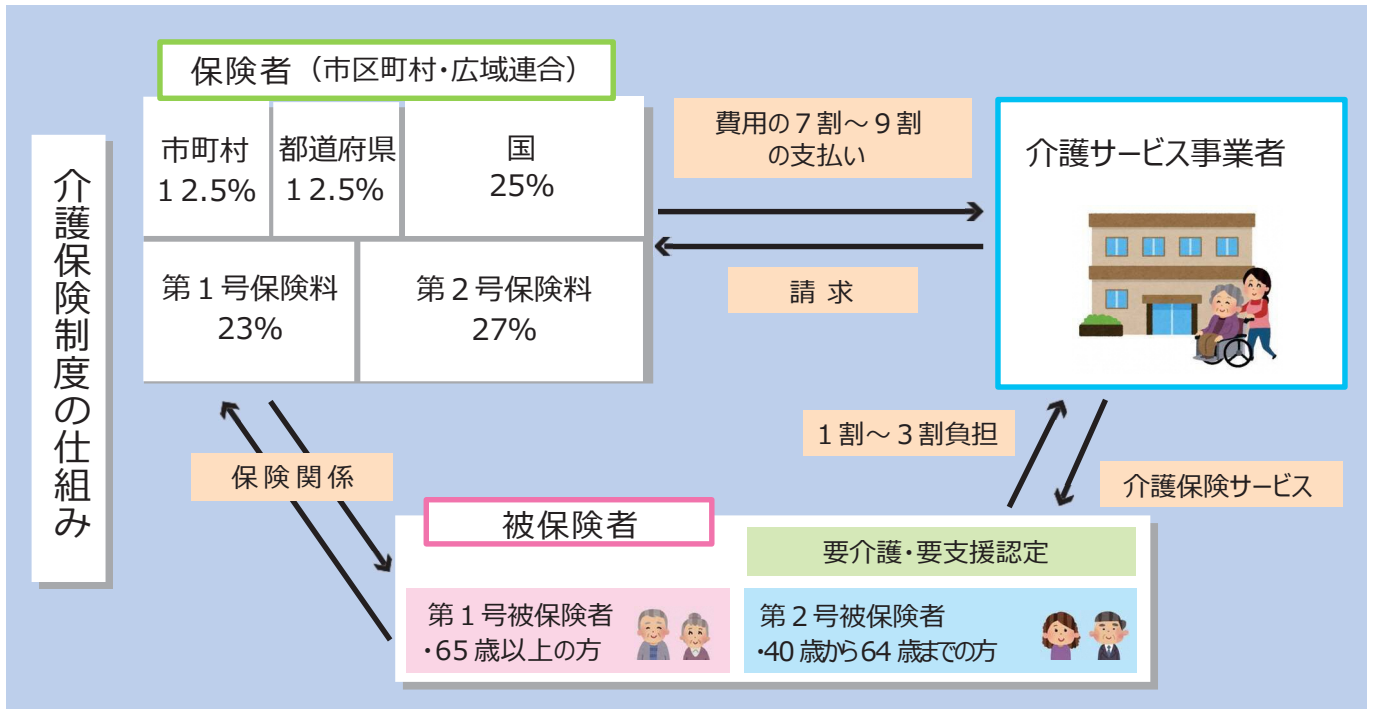 介護保険制度の仕組み
保険者（市区町村・広域連合）
市町村
１２.5%
都道府県
１２.5%
国
25%
第１号保険料
23%
第２号保険料
27%
費用の７割～９割
の支払い
請求
介護サービス事業者
１割～３割負担
介護保険サービス
保険関係
被保険者
要介護・要支援認定
第１号被保険者
・65歳以上の方
第２号被保険者
・40歳から64歳までの方